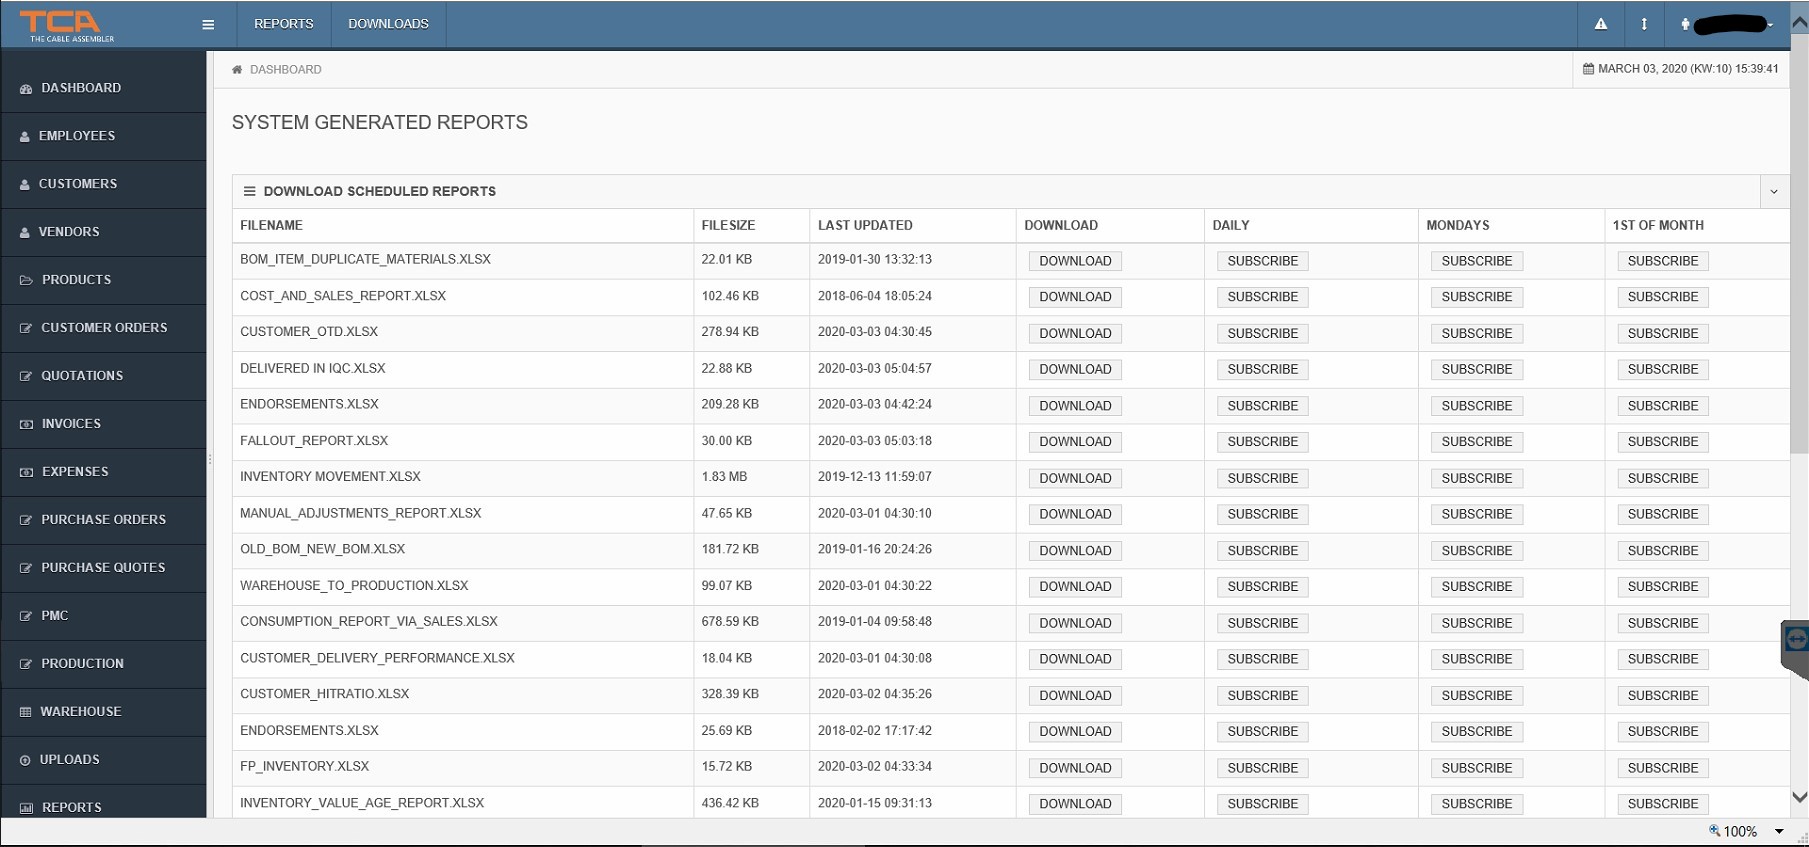 TCA
THE CABLE ASSEMBLER
REPORTS DOWNLOADS
DASHBOARD MARCH 03, 2020 (KW:10) 15:39:41
DASHBOARD
EMPLOYEES
CUSTOMERS
VENDORS
PRODUCTS
CUSTOMER ORDERS
QUOTATIONS
INVOICES
EXPENSES
PURCHASE ORDERS
PURCHASE QUOTES
PMC
PRODUCTION
WAREHOUSE
UPLOADS
REPORTS
SYSTEM GENERATED REPORTS
DOWNLOAD SCHEDULED REPORTS
FILENAME FILESIZE LAST UPDATED DOWNLOAD DAILY MONDAYS 1ST OF MONTH
BOM_ITEM_DUPLICATE_MATERIALS.XLSX 22.01 KB 2019-01-30 13:32:13 DOWNLOAD SUBSCRIBE SUBSCRIBE SUBSCRIBE
COST_AND_SALES_REPORT.XLSX 102.46 KB 2018-06-04 18:05:24 DOWNLOAD SUBSCRIBE SUBSCRIBE SUBSCRIBE
CUSTOMER_OTD.XLSX 278.94 KB 2020-03-03 04:30:45 DOWNLOAD SUBSCRIBE SUBSCRIBE SUBSCRIBE
DELIVERED IN IQC.XLSX 22.88 KB 2020-03-03 05:04:57 DOWNLOAD SUBSCRIBE SUBSCRIBE SUBSCRIBE
ENDORSEMENTS.XLSX 209.28 KB 2020-03-03 04:42:24 DOWNLOAD SUBSCRIBE SUBSCRIBE SUBSCRIBE
FALLOUT_REPORT.XLSX 30.00 KB 2020-03-03 05:03:18 DOWNLOAD SUBSCRIBE SUBSCRIBE SUBSCRIBE
INVENTORY MOVEMENT.XLSX 1.83 MB 2019-12-13 11:59:07 DOWNLOAD SUBSCRIBE SUBSCRIBE SUBSCRIBE
MANUAL_ADJUSTMENTS_REPORT.XLSX 47.65 KB 2020-03-01 04:30:10 DOWNLOAD SUBSCRIBE SUBSCRIBE SUBSCRIBE
OLD_BOM_NEW_BOM.XLSX 181.72 KB 2019-01-16 20:24:26 DOWNLOAD SUBSCRIBE SUBSCRIBE SUBSCRIBE
WAREHOUSE_TO_PRODUCTION.XLSX 99.07 KB 2020-03-01 04:30:22 DOWNLOAD SUBSCRIBE SUBSCRIBE SUBSCRIBE
CONSUMPTION_REPORT_VIA_SALES.XLSX 678.59 KB 2019-01-04 09:58:48 DOWNLOAD SUBSCRIBE SUBSCRIBE SUBSCRIBE
CUSTOMER_DELIVERY_PERFORMANCE.XLSX 18.04 KB 2020-03-01 04:30:08 DOWNLOAD SUBSCRIBE SUBSCRIBE SUBSCRIBE
CUSTOMER_HITRATIO.XLSX 328.39 KB 2020-03-02 04:35:26 DOWNLOAD SUBSCRIBE SUBSCRIBE SUBSCRIBE
ENDORSEMENTS.XLSX 25.69 KB 2018-02-02 17:17:42 DOWNLOAD SUBSCRIBE SUBSCRIBE SUBSCRIBE
FP_INVENTORY.XLSX 15.72 KB 2020-03-02 04:33:34 DOWNLOAD SUBSCRIBE SUBSCRIBE SUBSCRIBE
INVENTORY_VALUE_AGE_REPORT.XLSX 436.42 KB 2020-01-15 09:31:13 DOWNLOAD SUBSCRIBE SUBSCRIBE SUBSCRIBE
100%